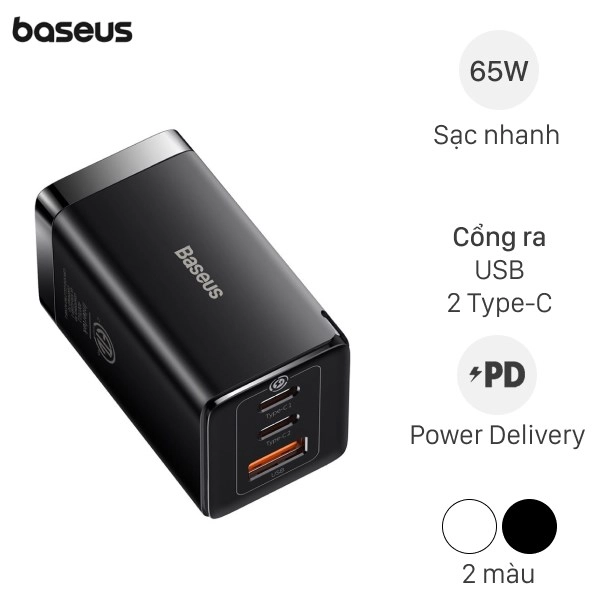 baseus
65W
Sạc nhanh
Cổng ra
USB
2 Type-C
PD
Power Delivery
2 màu
Baseus
Type-C1
Type-C2
USB